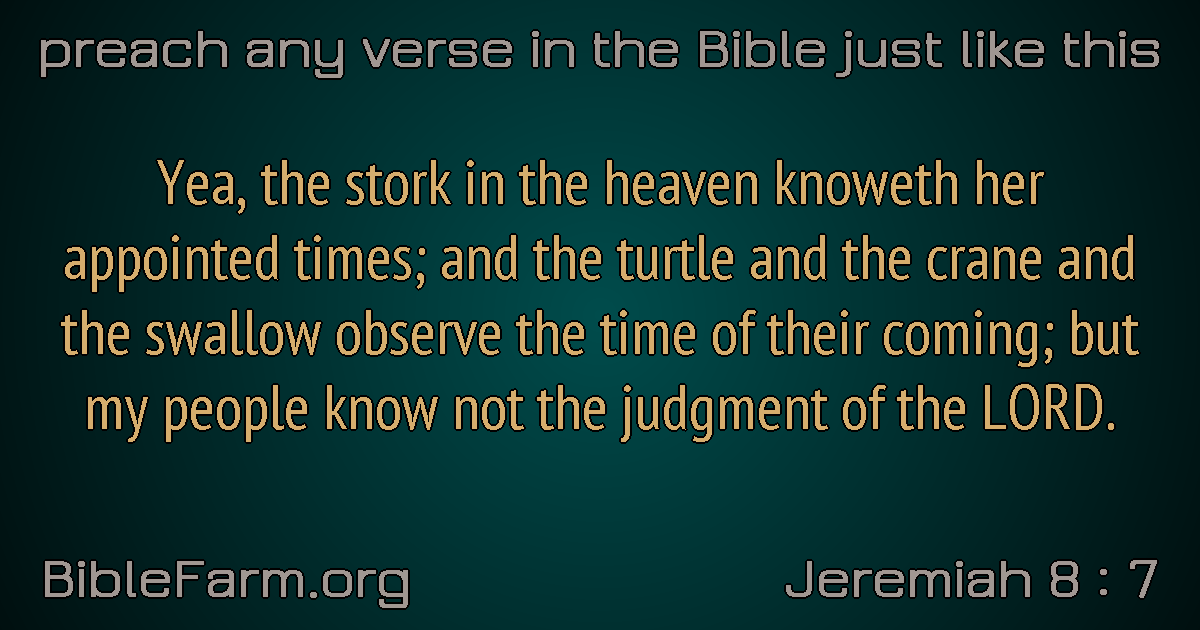 preach any verse in the Bible just like this
Yea, the stork in the heaven knoweth her
appointed times; and the turtle and the crane and
the swallow observe the time of their coming; but
my people know not the judgment of the LORD.
BibleFarm.org
Jeremiah 8 : 7